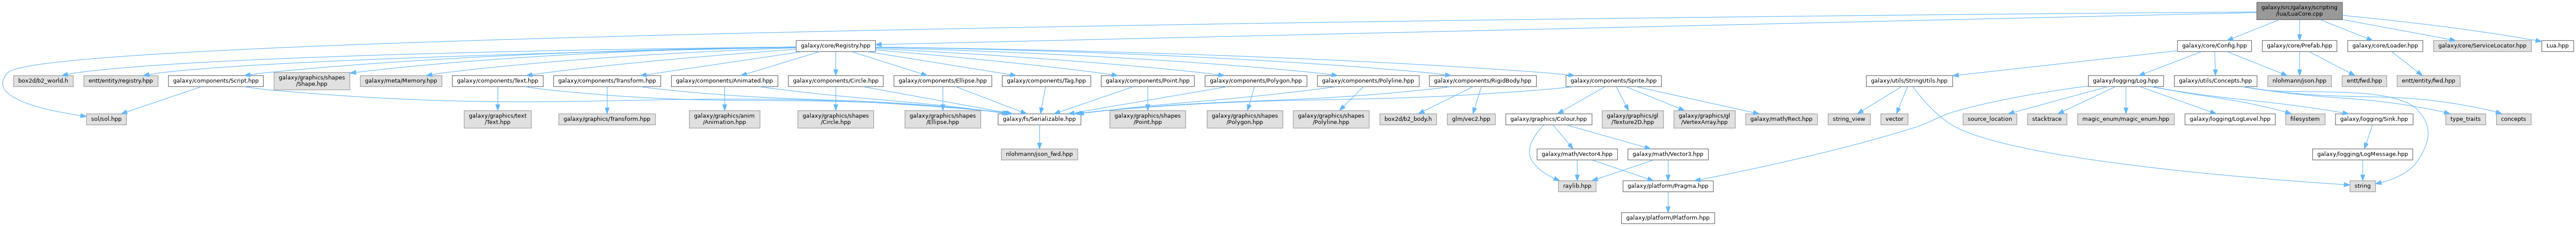 galaxy/src/galaxy/scripting
/lua/LuaCore.cpp
galaxy/core/Registry.hpp
galaxy/core/Config.hpp
galaxy/core/Prefab.hpp
galaxy/core/Loader.hpp
galaxy/core/ServiceLocator.hpp
Lua.hpp
box2d/b2_world.h
entt/entity/registry.hpp
galaxy/components/Script.hpp
galaxy/graphics/shapes
/Shape.hpp
galaxy/meta/Memory.hpp
galaxy/components/Text.hpp
galaxy/components/Transform.hpp
galaxy/components/Animated.hpp
galaxy/components/Circle.hpp
galaxy/components/Ellipse.hpp
galaxy/components/Tag.hpp
galaxy/components/Point.hpp
galaxy/components/Polygon.hpp
galaxy/components/Polyline.hpp
galaxy/components/RigidBody.hpp
galaxy/components/Sprite.hpp
galaxy/utils/StringUtils.hpp
galaxy/logging/Log.hpp
galaxy/utils/Concepts.hpp
nlohmann/json.hpp
entt/fwd.hpp
entt/entity/fwd.hpp
sol/sol.hpp
galaxy/graphics/text
/Text.hpp
galaxy/graphics/Transform.hpp
galaxy/graphics/anim
/Animation.hpp
galaxy/graphics/shapes
/Circle.hpp
galaxy/graphics/shapes
/Ellipse.hpp
galaxy/fs/Serializable.hpp
galaxy/graphics/shapes
/Point.hpp
galaxy/graphics/shapes
/Polygon.hpp
galaxy/graphics/shapes
/Polyline.hpp
box2d/b2_body.h
glm/vec2.hpp
galaxy/graphics/Colour.hpp
galaxy/graphics/gl
/Texture2D.hpp
galaxy/graphics/gl
/VertexArray.hpp
galaxy/math/Rect.hpp
string_view
vector
source_location
stacktrace
magic_enum/magic_enum.hpp
galaxy/logging/LogLevel.hpp
filesystem
galaxy/logging/Sink.hpp
type_traits
concepts
nlohmann/json_fwd.hpp
galaxy/math/Vector4.hpp
galaxy/math/Vector3.hpp
galaxy/logging/LogMessage.hpp
raylib.hpp
galaxy/platform/Pragma.hpp
string
galaxy/platform/Platform.hpp